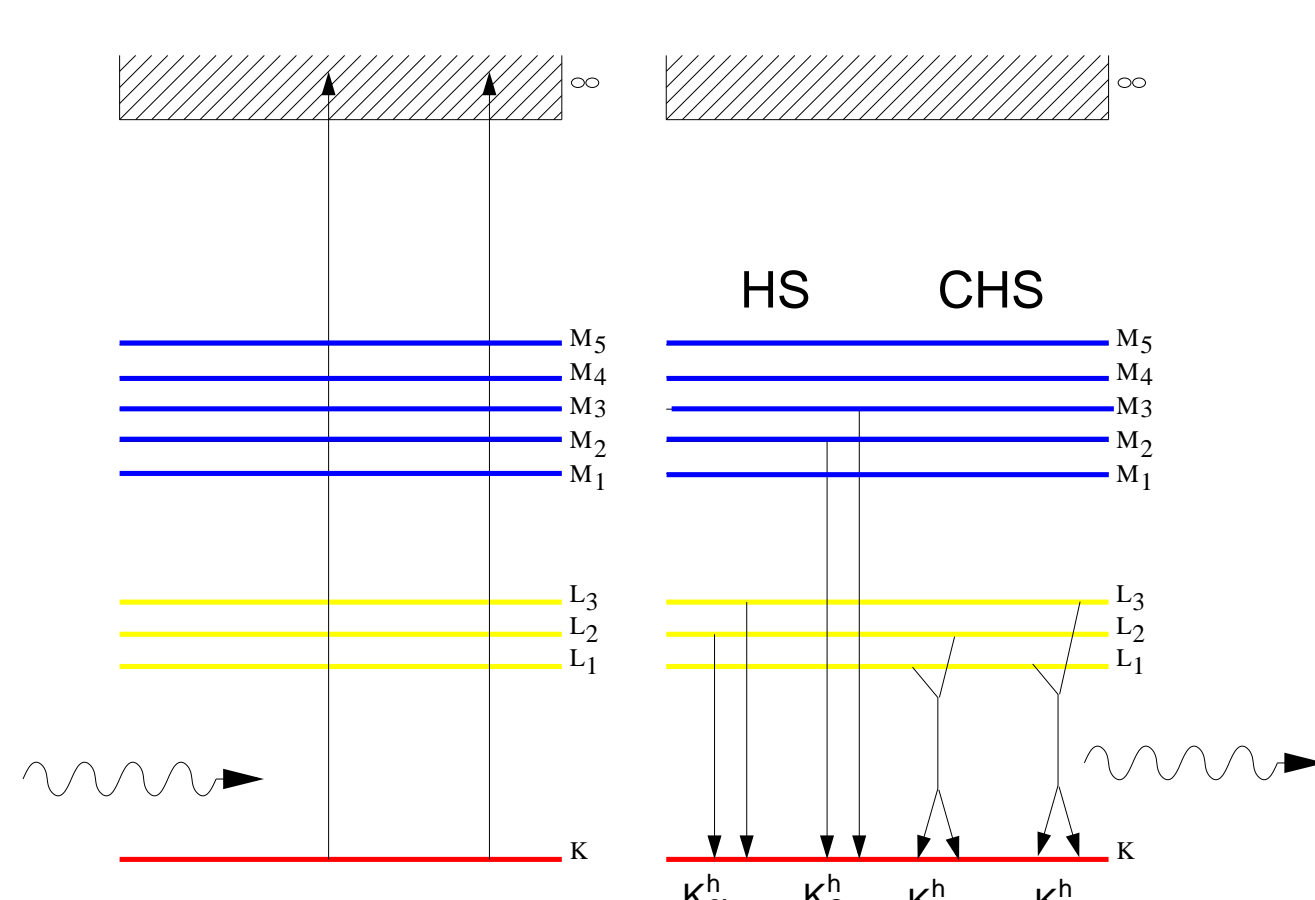 ∞ ∞
HS CHS
M5 M5
M4 M4
M3 M3
M2 M2
M1 M1
L3 L3
L2 L2
L1 L1
K K
K^h K^h K^h K^h